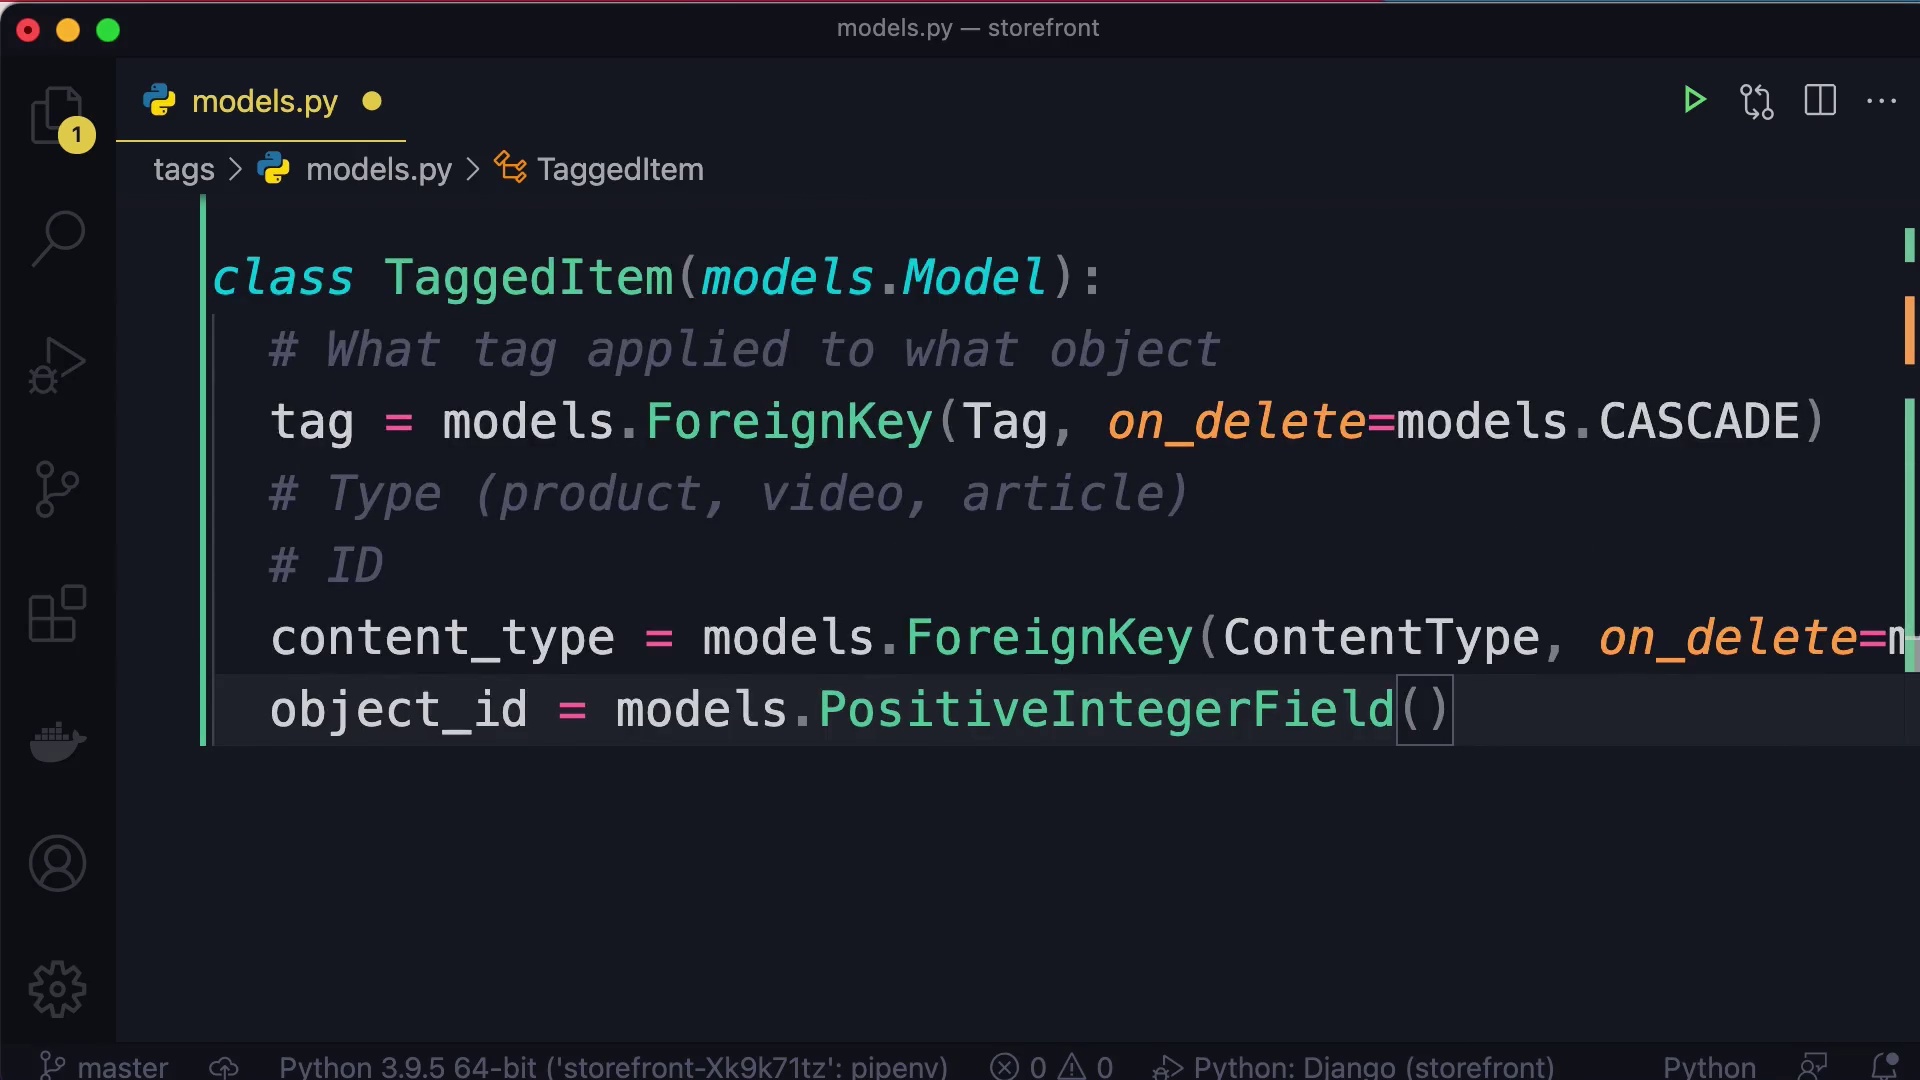 models.py — storefront
models.py
1
tags > models.py > TaggedItem
class TaggedItem(models.Model):
# What tag applied to what object
tag = models.ForeignKey(Tag, on_delete=models.CASCADE)
# Type (product, video, article)
# ID
content_type = models.ForeignKey(ContentType, on_delete=m
object_id = models.PositiveIntegerField()
master Python 3.9.5 64-bit ('storefront-Xk9k71tz': pipenv) 0 0 Python: Django (storefront) Python